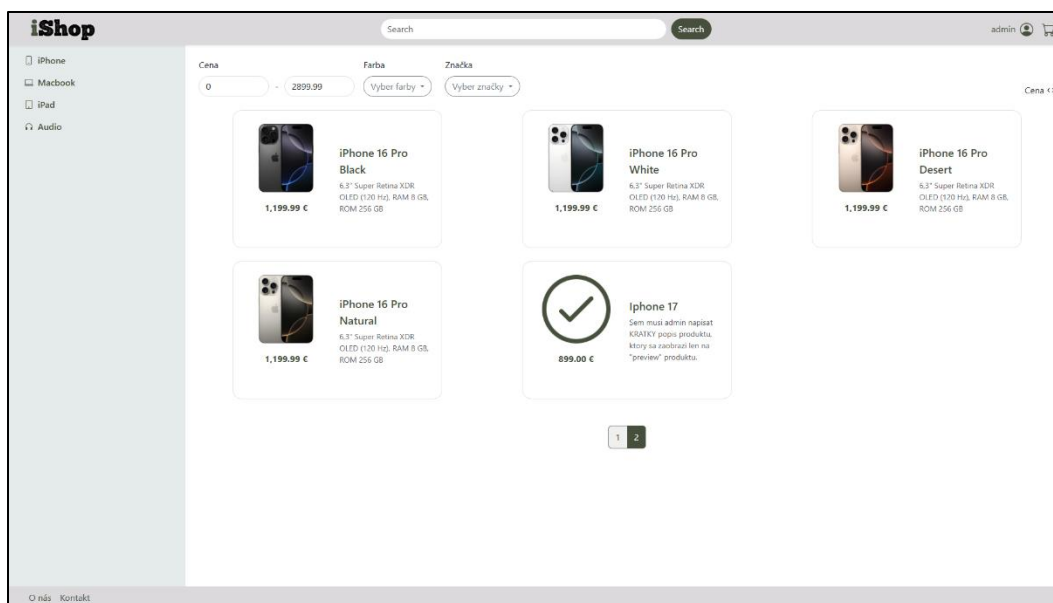 iShop
Search
Search
admin
iPhone
Macbook
iPad
Audio
Cena
Farba
Značka
0
-
2899.99
Vyber farby
Vyber značky
Cena
iPhone 16 Pro
Black
6,3" Super Retina XDR
OLED (120 Hz), RAM 8 GB,
ROM 256 GB
1,199.99 €
iPhone 16 Pro
White
6,3" Super Retina XDR
OLED (120 Hz), RAM 8 GB,
ROM 256 GB
1,199.99 €
iPhone 16 Pro
Desert
6,3" Super Retina XDR
OLED (120 Hz), RAM 8 GB,
ROM 256 GB
1,199.99 €
iPhone 16 Pro
Natural
6,3" Super Retina XDR
OLED (120 Hz), RAM 8 GB,
ROM 256 GB
1,199.99 €
Iphone 17
Sem musi admin napisat
KRATKY popis produktu,
ktory sa zaobrazi len na
"preview" produktu.
899.00 €
1
2
O nás
Kontakt